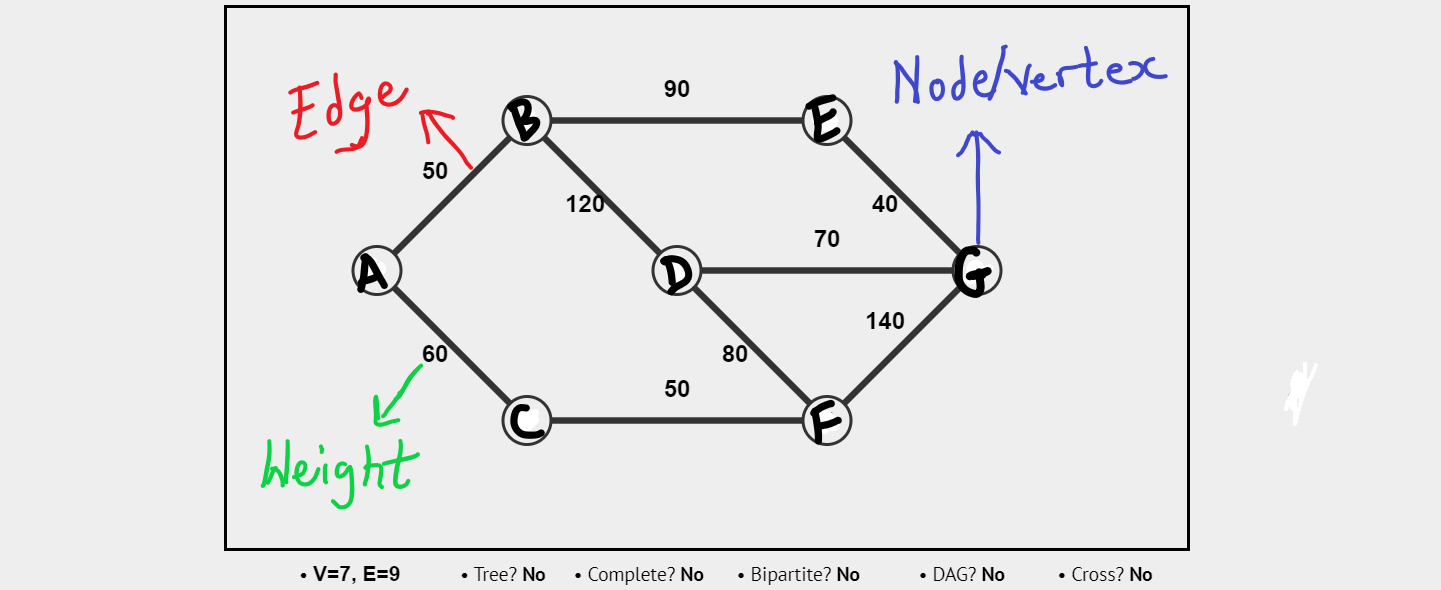 Node/vertex
Edge
90
B
E
50
120
40
70
A
D
G
140
60
80
50
C
F
Weight
• V=7, E=9 • Tree? No • Complete? No • Bipartite? No • DAG? No • Cross? No